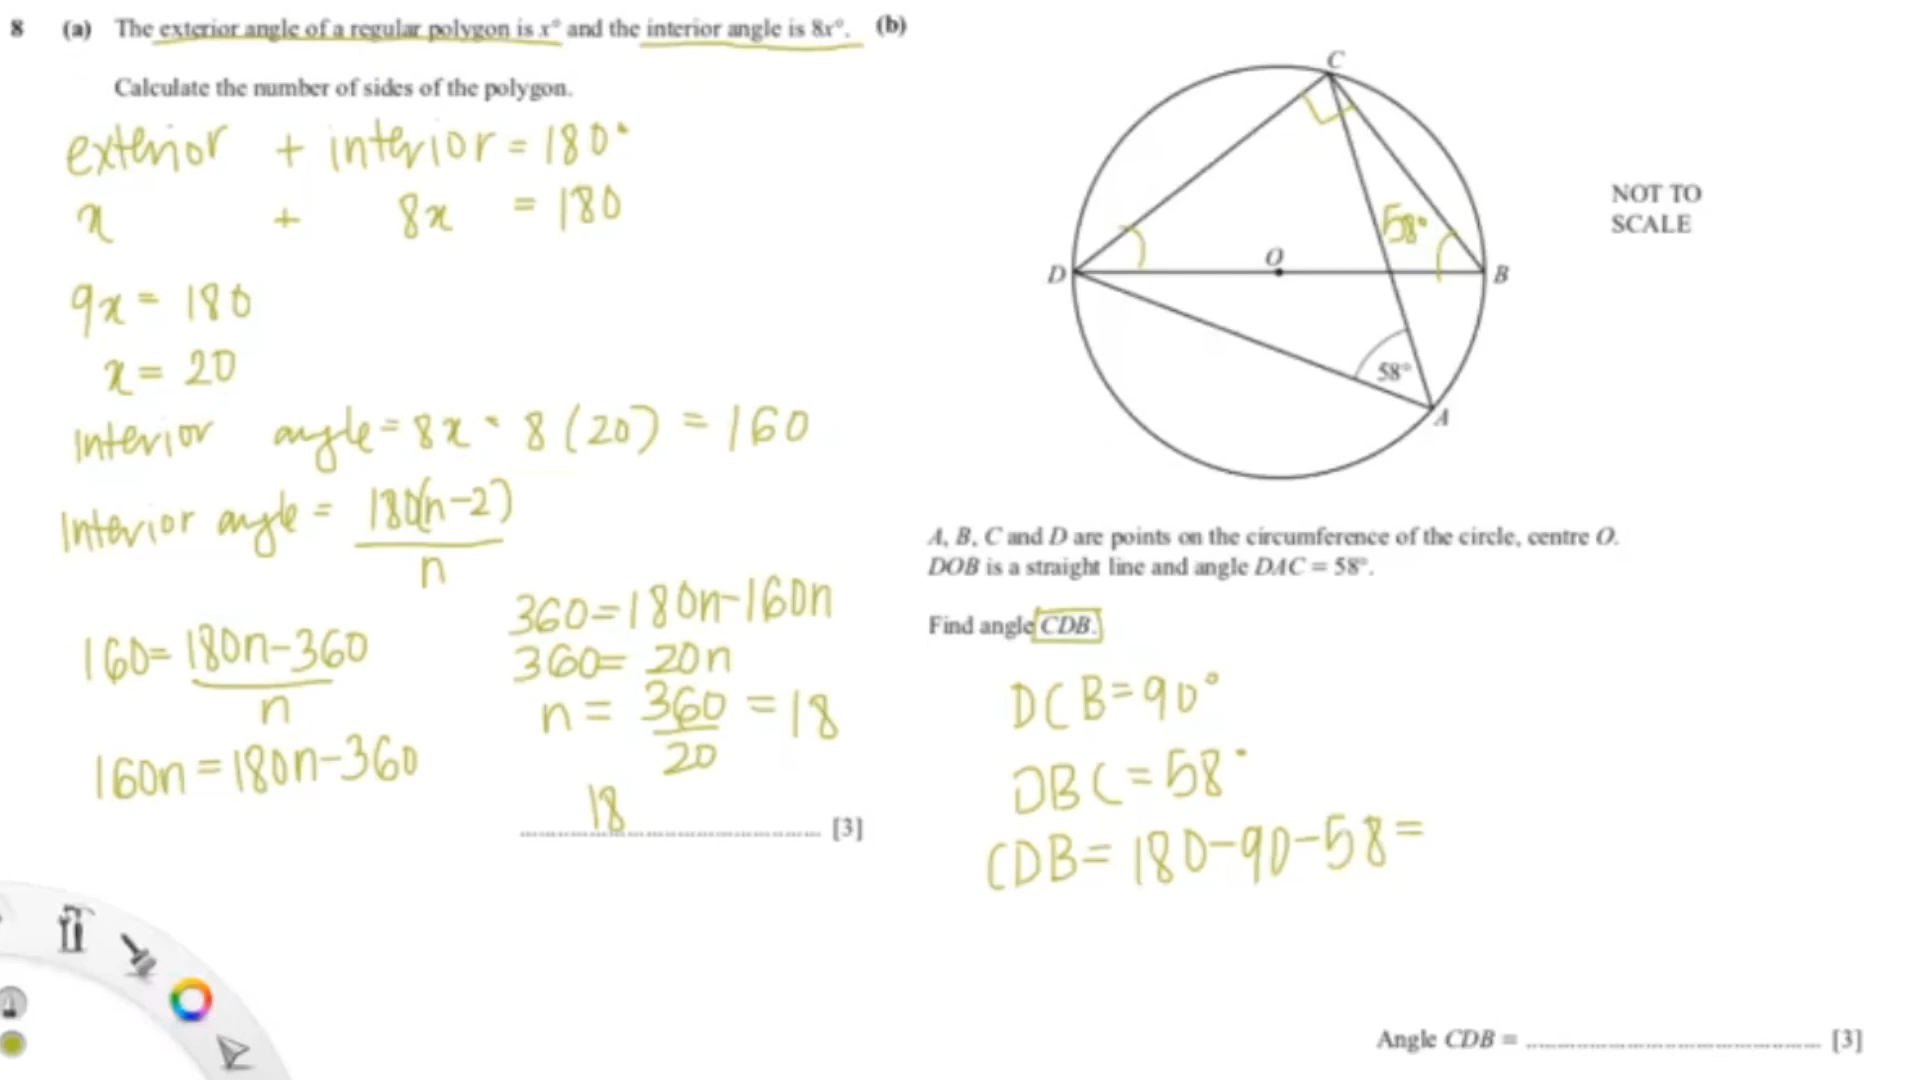 8 (a) The exterior angle of a regular polygon is x° and the interior angle is 8x°.
Calculate the number of sides of the polygon.
exterior + interior = 180°
x + 8x = 180
9x = 180
x = 20
Interior angle = 8x = 8(20) = 160
Interior angle = 180(n-2)
n
160 = 180n-360
n
160n = 180n-360
360 = 180n-160n
360 = 20n
n = 360 = 18
20
18
[3]
(b)
C
D
O
B
A
58°
58°
NOT TO
SCALE
A, B, C and D are points on the circumference of the circle, centre O.
DOB is a straight line and angle DAC = 58°.
Find angle CDB.
DCB = 90°
DBC = 58°
CDB = 180-90-58=
Angle CDB = [3]